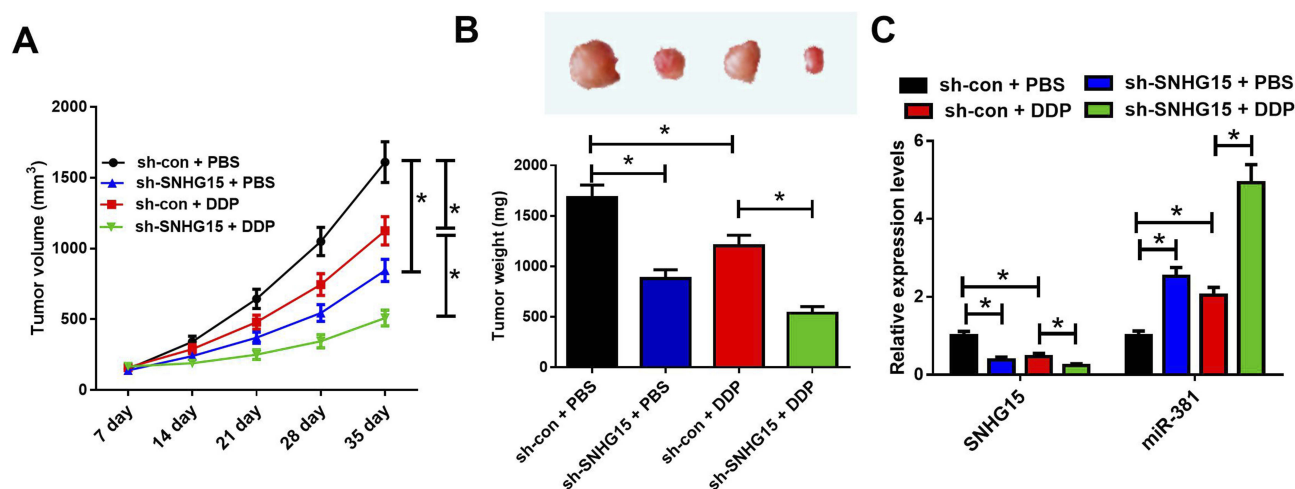 A
Tumor volume (mm3)
2000
1500
1000
500
0
sh-con + PBS
sh-SNHG15 + PBS
sh-con + DDP
sh-SNHG15 + DDP
*
*
*
7 day
14 day
21 day
28 day
35 day
B
Tumor weight (mg)
2000
1500
1000
500
0
*
*
*
sh-con + PBS
sh-SNHG15 + PBS
sh-con + DDP
sh-SNHG15 + DDP
C
sh-con + PBS
sh-SNHG15 + PBS
sh-con + DDP
sh-SNHG15 + DDP
Relative expression levels
6
4
2
0
*
*
*
*
*
*
SNHG15
miR-381